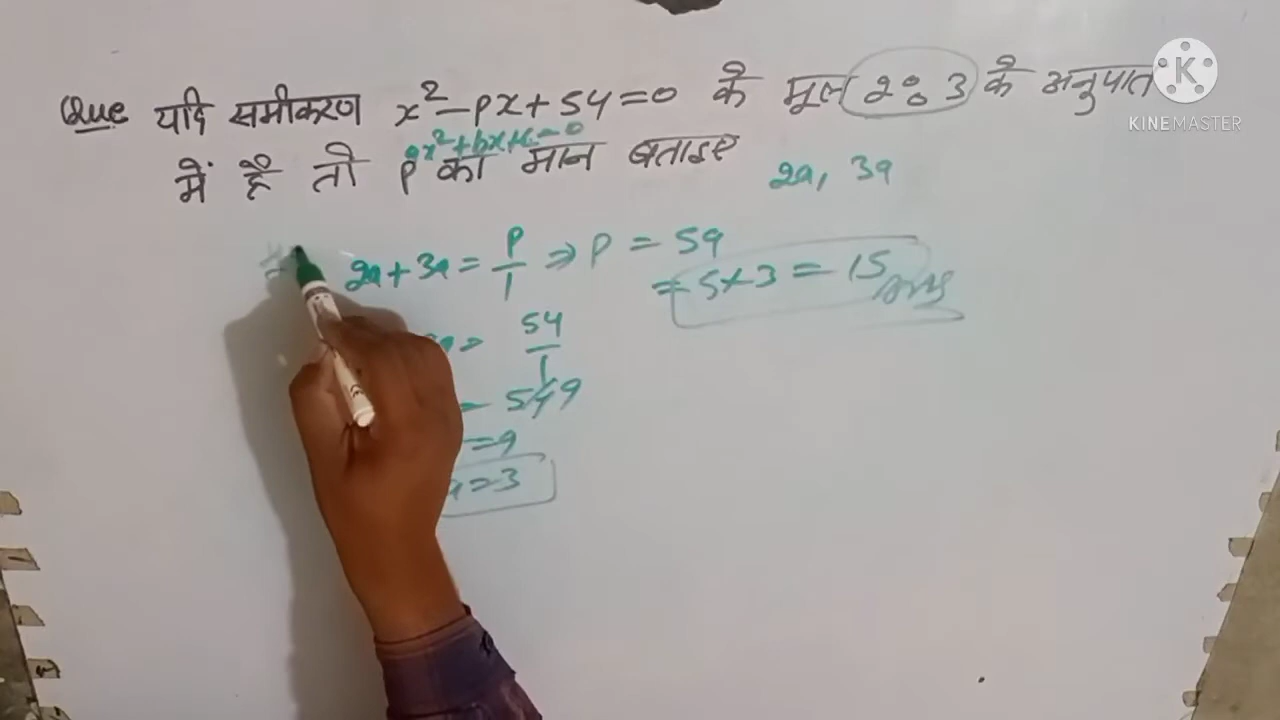 Que यदि समीकरण x² - px + 54 = 0 के मूल 2 : 3 के अनुपात
में है तो p का मान बताइए
ax² + bx + c = 0
2a, 3a
2a + 3a = p/1 ⇒ p = 5a
= 5 × 3 = 15 Ans
= 54/1
= 54 9
= 9
a = 3
K
KINEMASTER